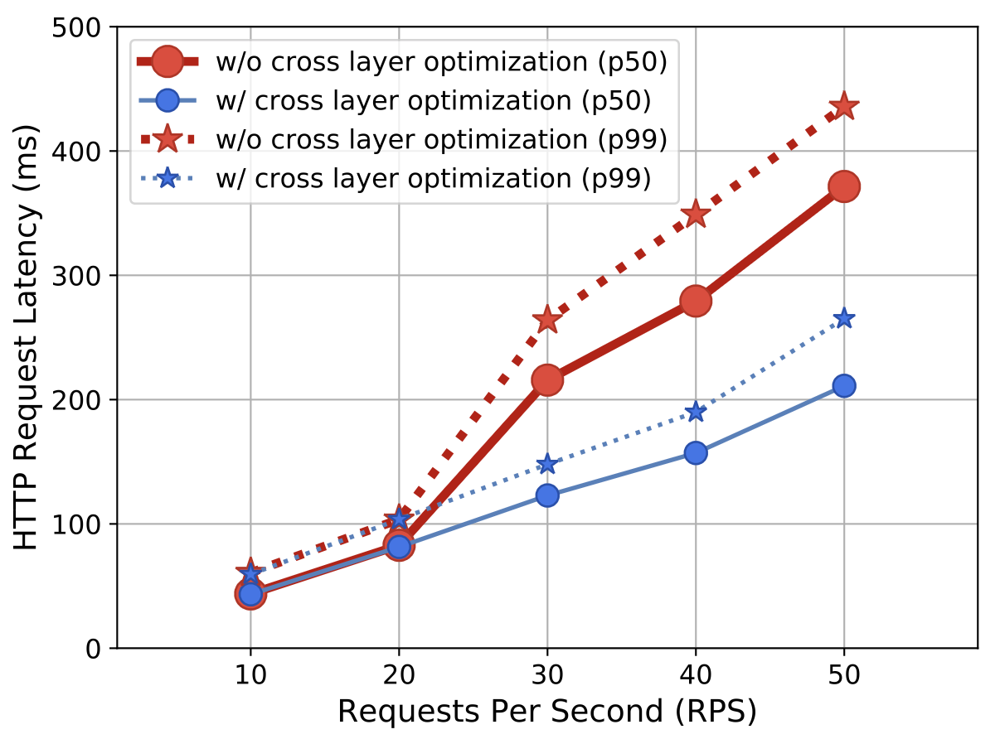 500
400
300
200
100
0
HTTP Request Latency (ms)
w/o cross layer optimization (p50)
w/ cross layer optimization (p50)
w/o cross layer optimization (p99)
w/ cross layer optimization (p99)
10 20 30 40 50
Requests Per Second (RPS)